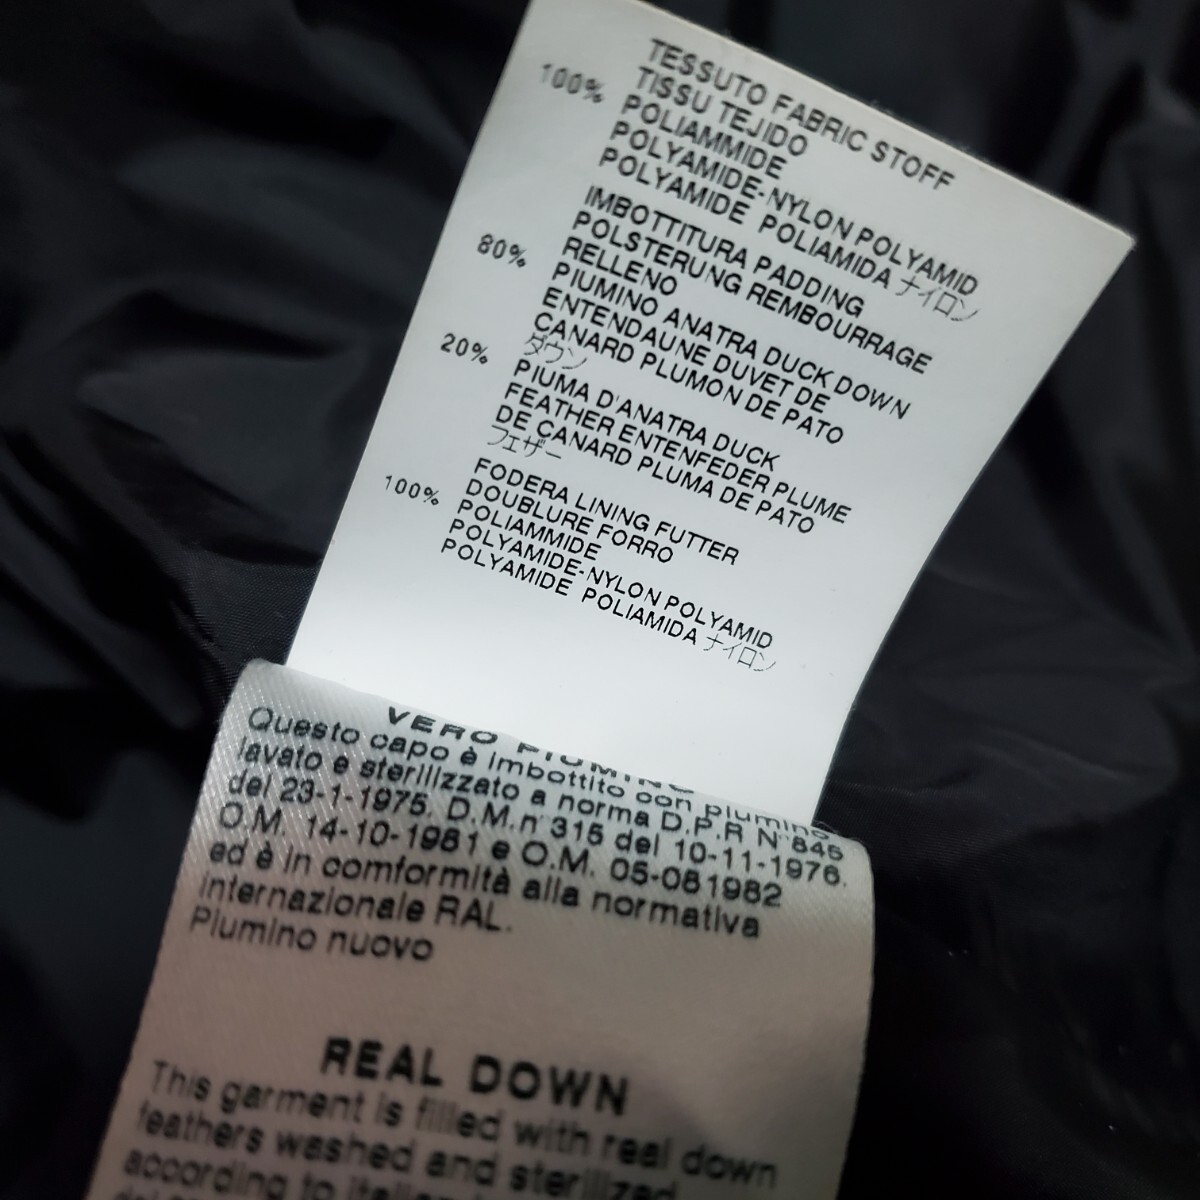 TESSUTO FABRIC STOFF
100% TISSU TEJIDO
POLIAMMIDE
POLYAMIDE-NYLON POLYAMID
POLYAMIDE POLIAMIDA ナイロン
IMBOTTITURA PADDING
POLSTERUNG REMBOURRAGE
80% RELLENO
PIUMINO ANATRA DUCK DOWN
ENTENDAUNE DUVET DE
CANARD PLUMON DE PATO
ダウン
20% PIUMA D'ANATRA DUCK
FEATHER ENTENFEDER PLUME
DE CANARD PLUMA DE PATO
フェザー
FODERA LINING FUTTER
100% DOUBLURE FORRO
POLIAMMIDE
POLYAMIDE-NYLON POLYAMID
POLYAMIDE POLIAMIDA ナイロン
VERO PIUMINO
Questo capo è imbottito con piumino
lavato e sterilizzato a norma D.P.R N°845
del 23-1-1975. D.M.n°315 del 10-11-1976.
O.M. 14-10-1981 e O.M. 05-081982
ed è in comformità alla normativa
internazionale RAL.
Piumino nuovo
REAL DOWN
This garment is filled with real down
feathers washed and sterilized
according to italian